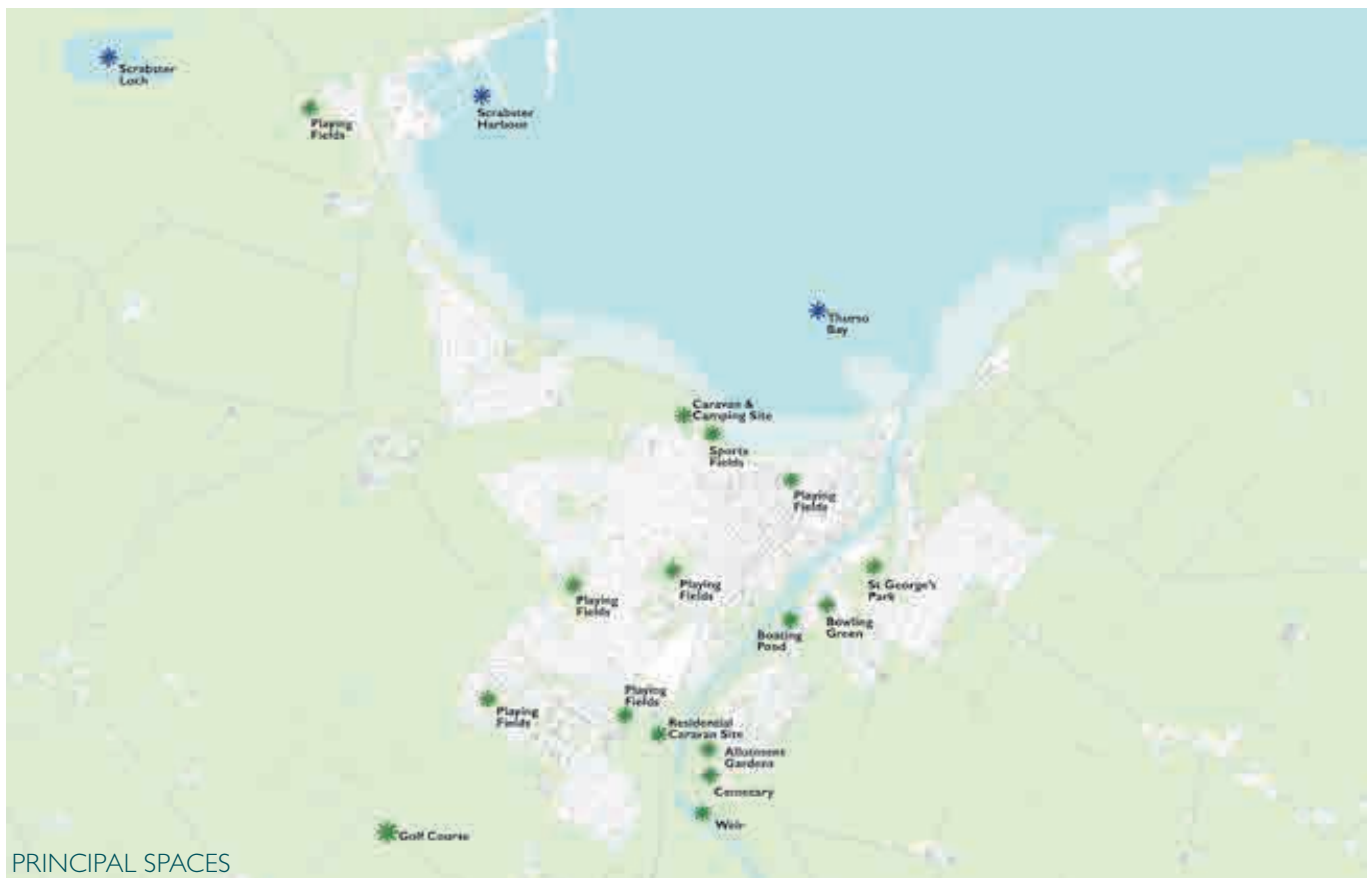 Scrabster
Loch
Scrabster
Harbour
Playing
Fields
Thurso
Bay
Caravan &
Camping Site
Sports
Fields
Playing
Fields
St George's
Park
Playing
Fields
Playing
Fields
Bowling
Green
Boating
Pond
Playing
Fields
Playing
Fields
Residential
Caravan Site
Allotment
Gardens
Cemetary
Weir
Golf Course
PRINCIPAL SPACES